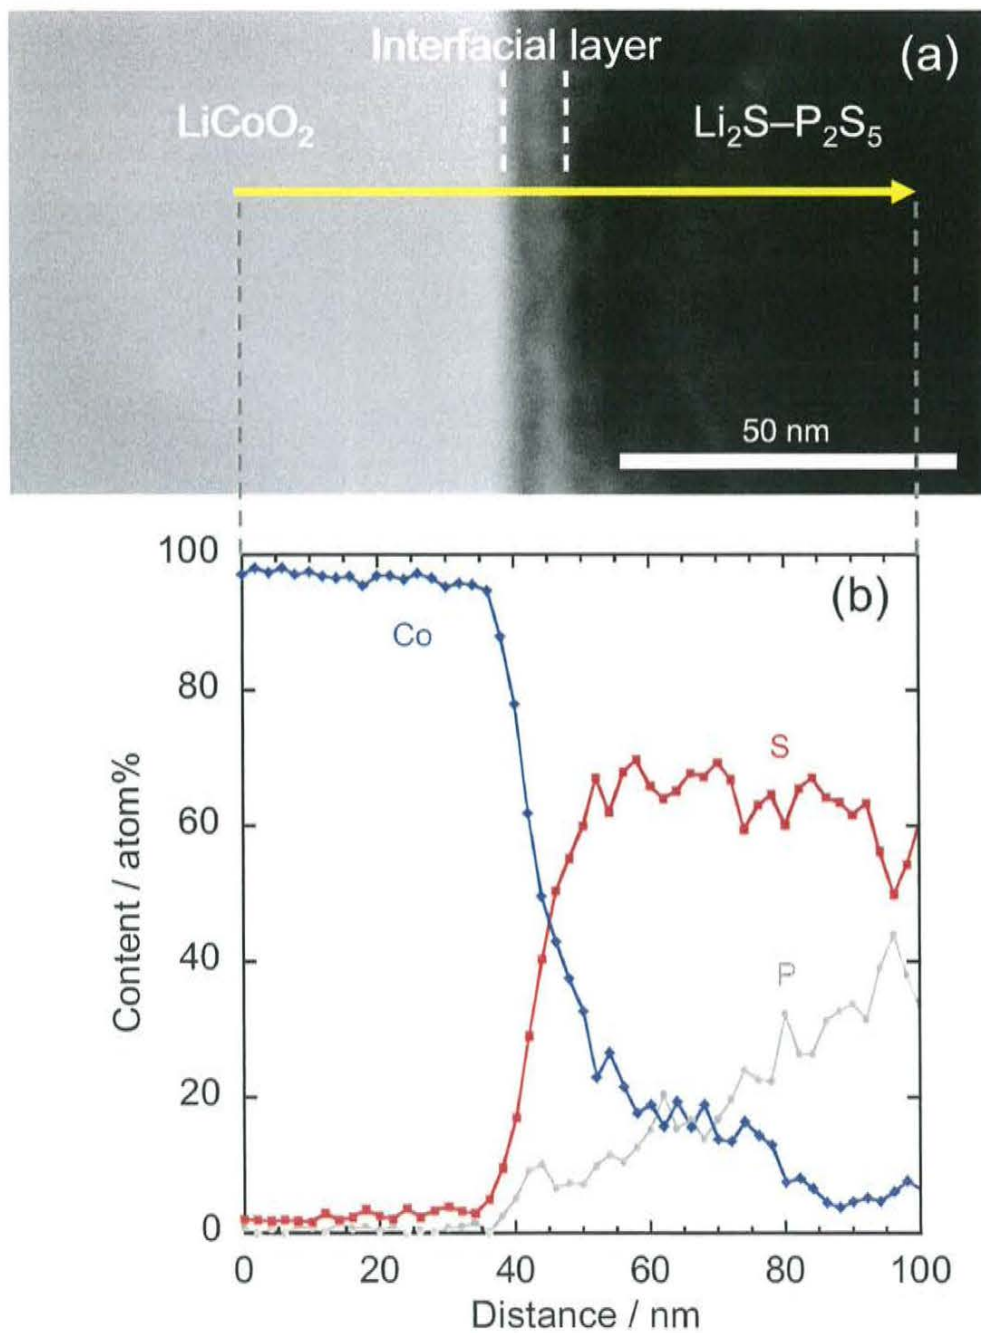 Interfacial layer
(a)
LiCoO₂
Li₂S–P₂S₅
50 nm
100
(b)
Co
80
S
60
40
P
20
0
0 20 40 60 80 100
Content / atom%
Distance / nm